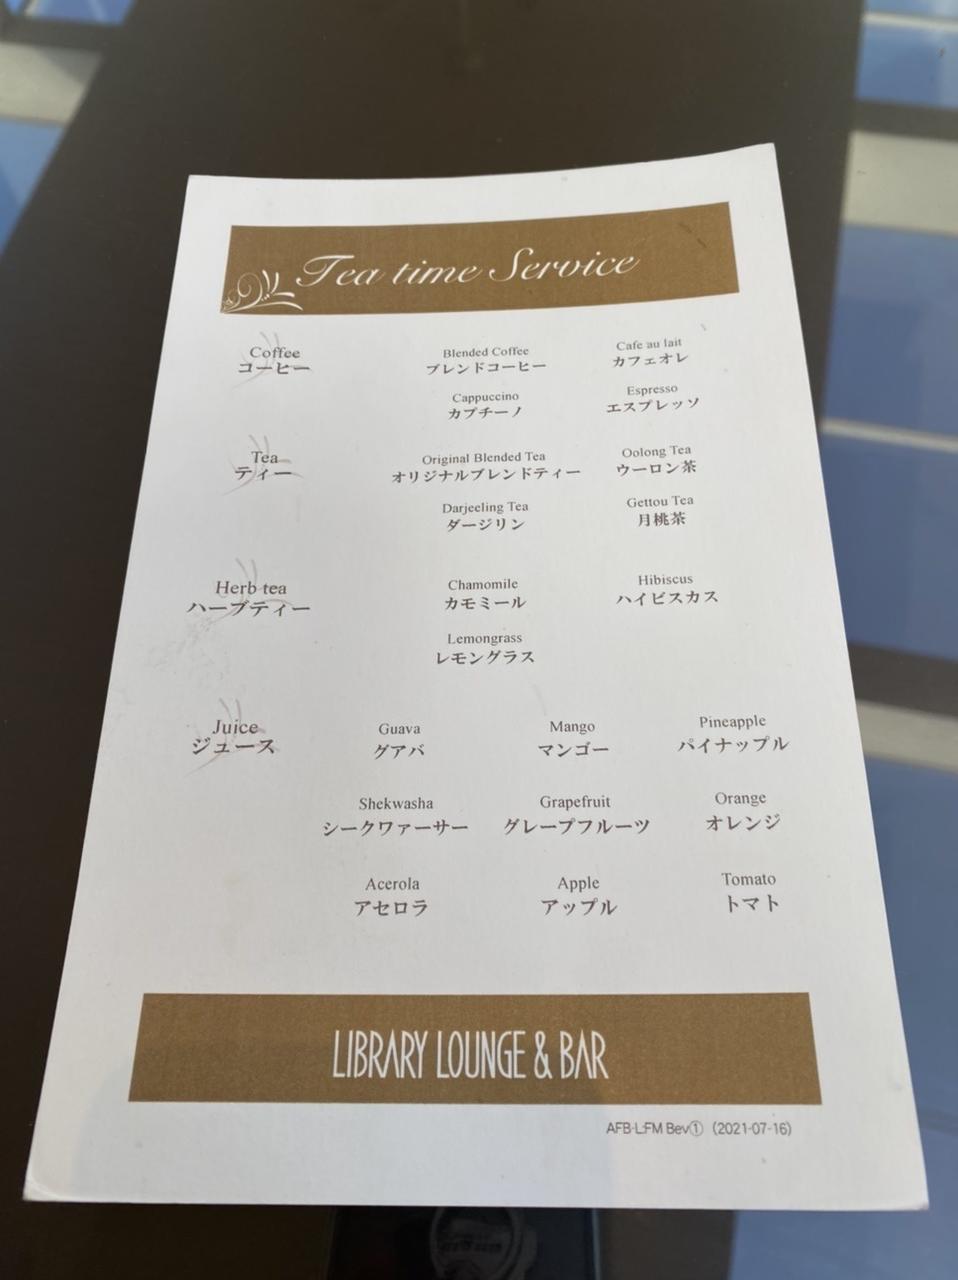 Tea time Service
Coffee
コーヒー
Blended Coffee
ブレンドコーヒー
Cafe au lait
カフェオレ
Cappuccino
カプチーノ
Espresso
エスプレッソ
Tea
ティー
Original Blended Tea
オリジナルブレンドティー
Oolong Tea
ウーロン茶
Darjeeling Tea
ダージリン
Gettou Tea
月桃茶
Herb tea
ハーブティー
Chamomile
カモミール
Hibiscus
ハイビスカス
Lemongrass
レモングラス
Juice
ジュース
Guava
グアバ
Mango
マンゴー
Pineapple
パイナップル
Shekwasha
シークワァーサー
Grapefruit
グレープフルーツ
Orange
オレンジ
Acerola
アセロラ
Apple
アップル
Tomato
トマト
LIBRARY LOUNGE & BAR
AFB-L:FM Bev① (2021-07-16)